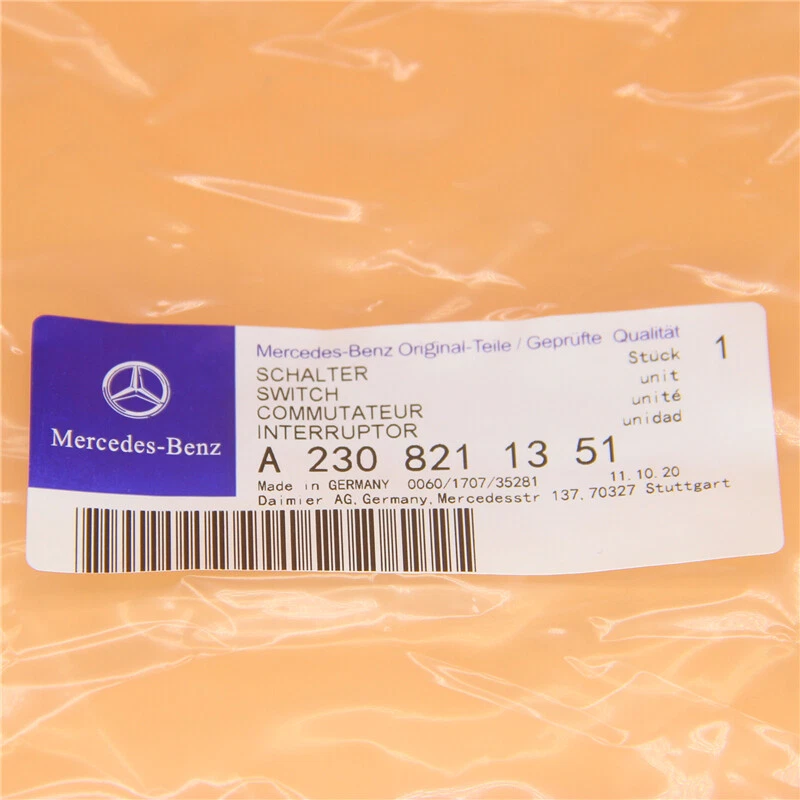 Mercedes-Benz
Mercedes-Benz Original-Teile / Geprüfte Qualität
SCHALTER
SWITCH
COMMUTATEUR
INTERRUPTOR
Stück 1
unit
unité
unidad
A 230 821 13 51
Made in GERMANY 0060/1707/35281 11.10.20
Daimler AG, Germany, Mercedesstr 137, 70327 Stuttgart